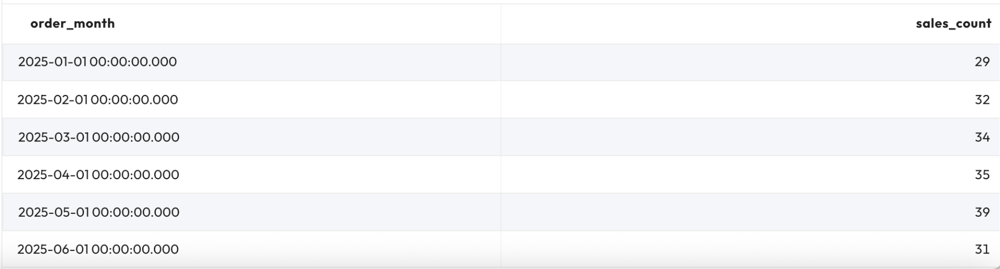 order_month sales_count
2025-01-01 00:00:00.000 29
2025-02-01 00:00:00.000 32
2025-03-01 00:00:00.000 34
2025-04-01 00:00:00.000 35
2025-05-01 00:00:00.000 39
2025-06-01 00:00:00.000 31